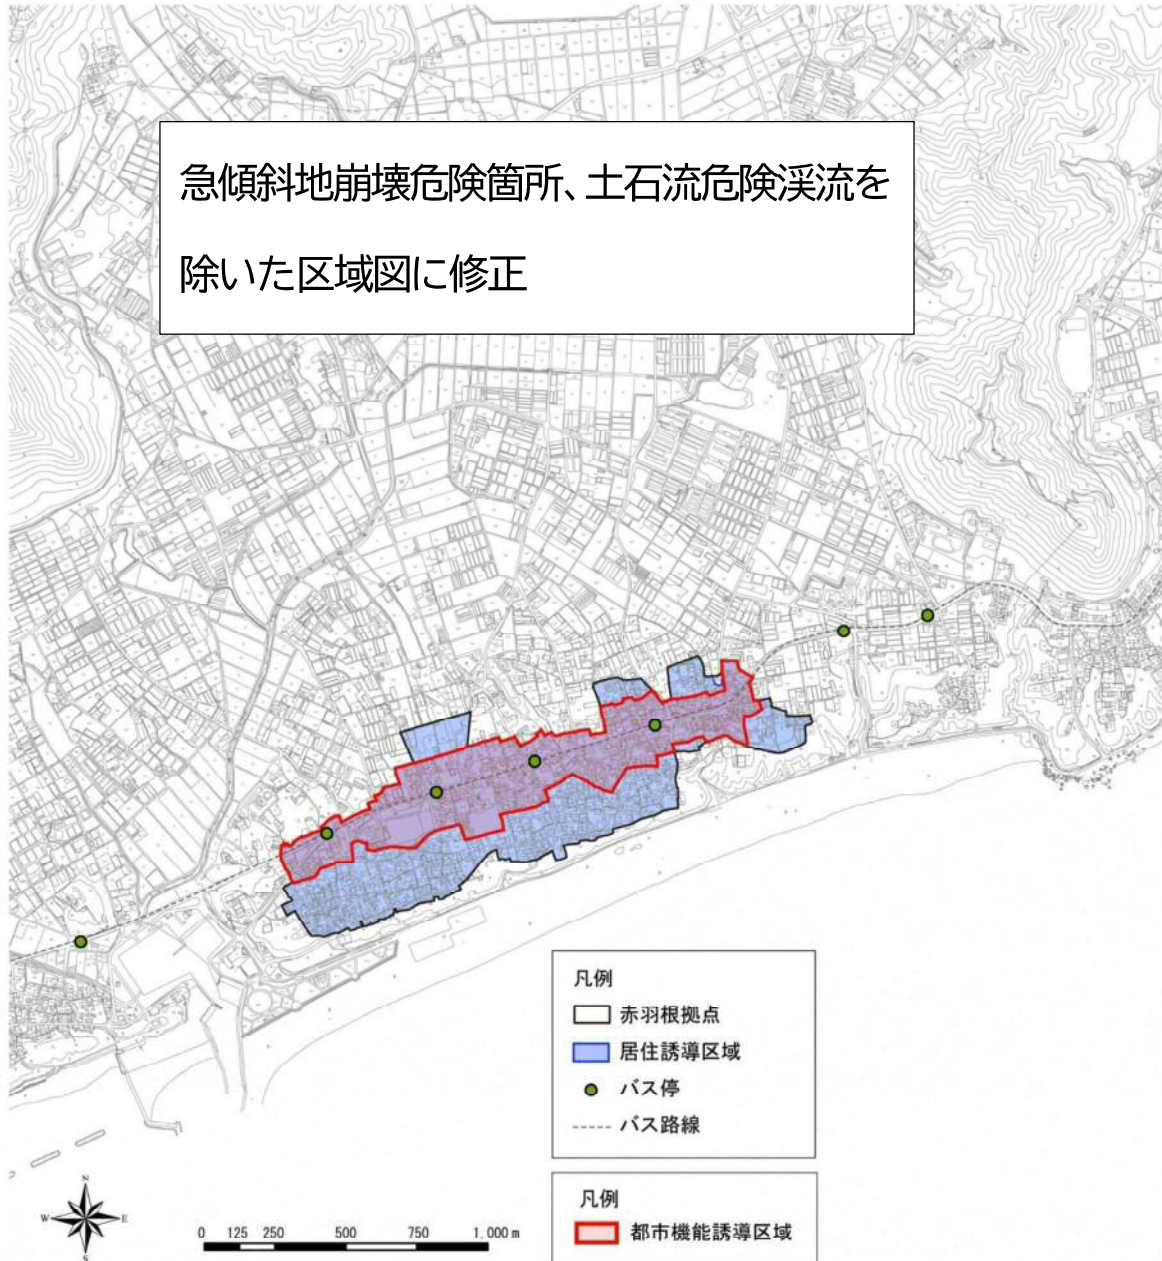 急傾斜地崩壊危険箇所、土石流危険渓流を
除いた区域図に修正
凡例
赤羽根拠点
居住誘導区域
バス停
バス路線
凡例
都市機能誘導区域
N
W
E
S
0 125 250 500 750 1,000 m